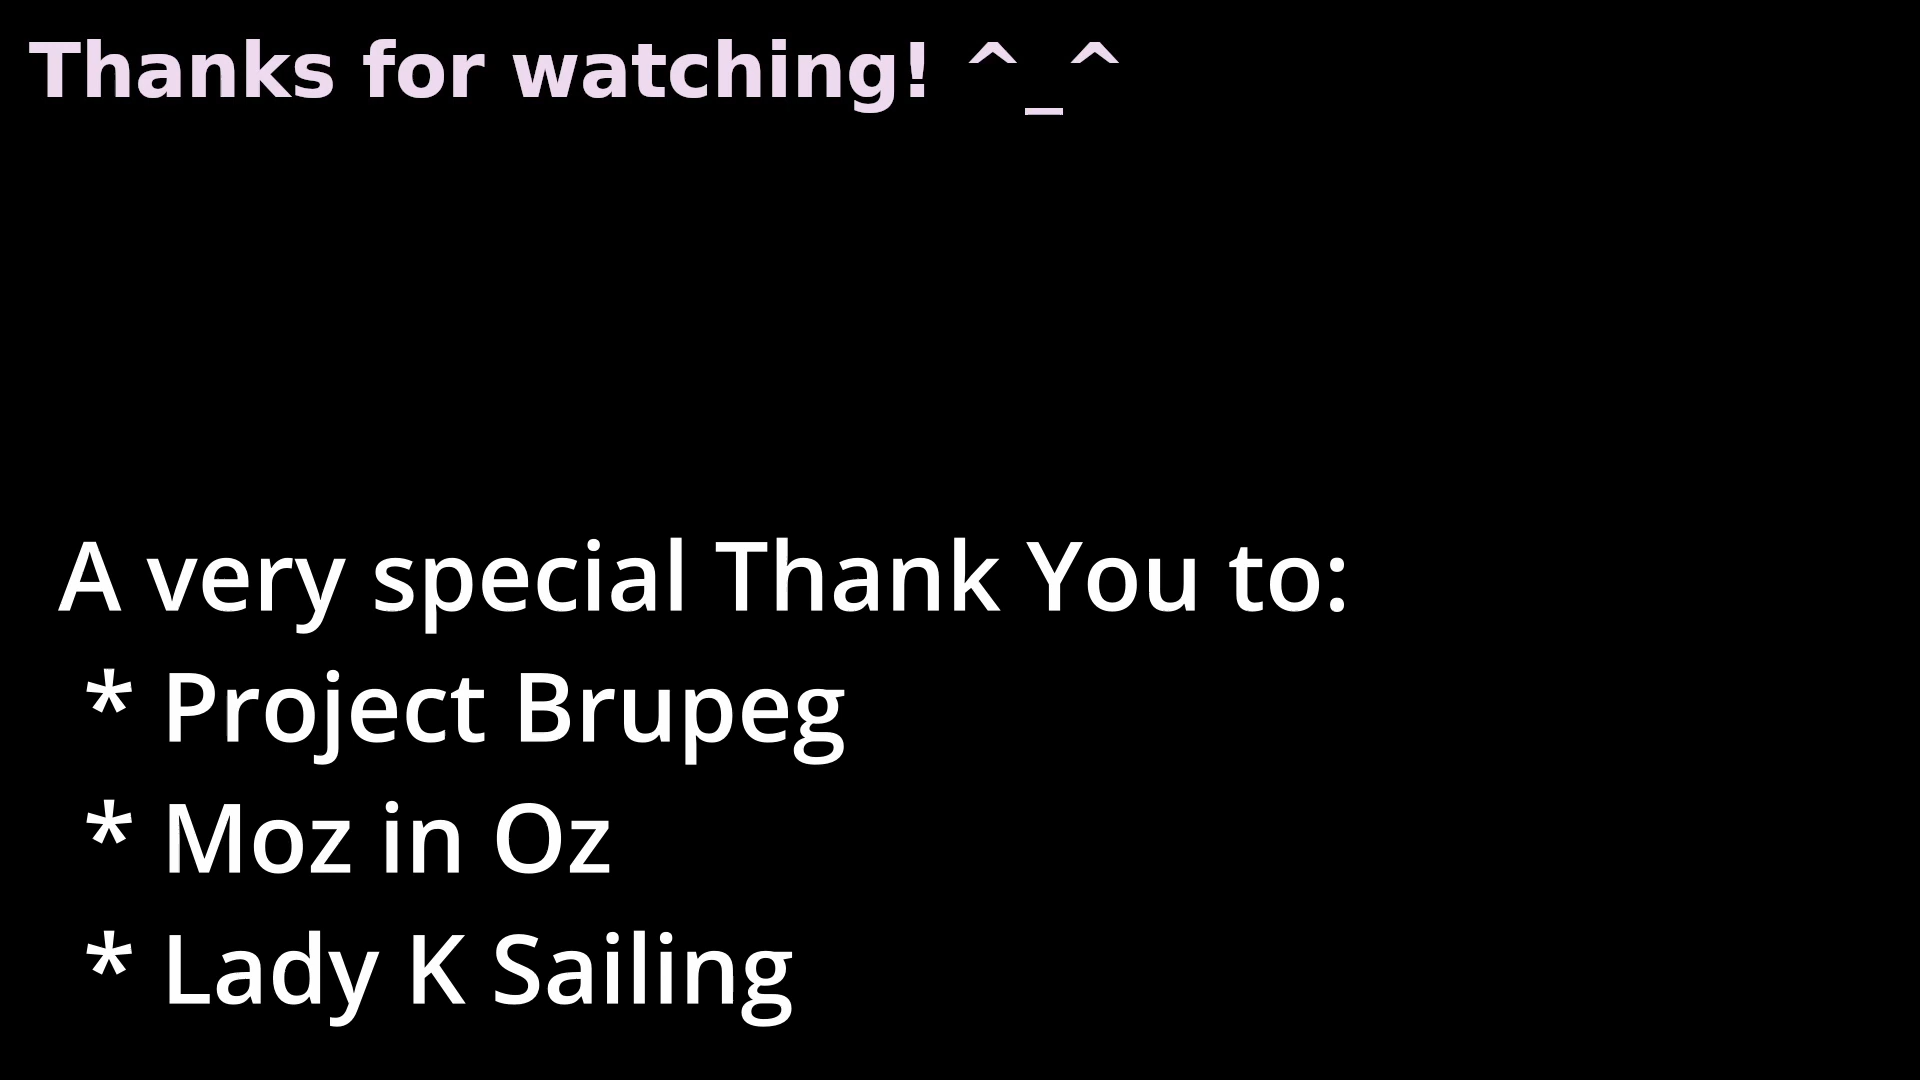 Thanks for watching! ^_^
A very special Thank You to:
* Project Brupeg
* Moz in Oz
* Lady K Sailing